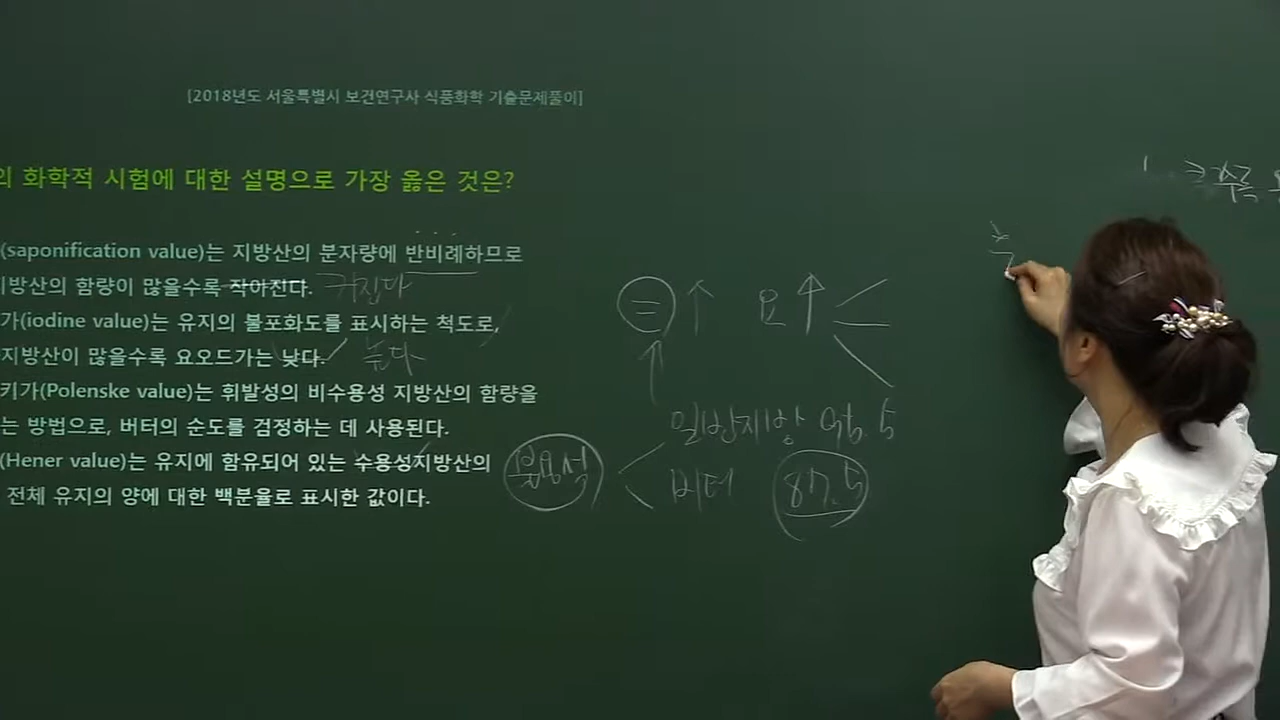 [2018년도 서울특별시 보건연구사 식품화학 기출문제풀이]
의 화학적 시험에 대한 설명으로 가장 옳은 것은?
(saponification value)는 지방산의 분자량에 반비례하므로
지방산의 함량이 많을수록 작아진다. 커진다
가(iodine value)는 유지의 불포화도를 표시하는 척도로,
지방산이 많을수록 요오드가는 낮다. 높다
키가(Polenske value)는 휘발성의 비수용성 지방산의 함량을
는 방법으로, 버터의 순도를 검정하는 데 사용된다.
(Hener value)는 유지에 함유되어 있는 수용성지방산의
전체 유지의 양에 대한 백분율로 표시한 값이다.
요
불용성
일반지방 95.5
버터 87.5